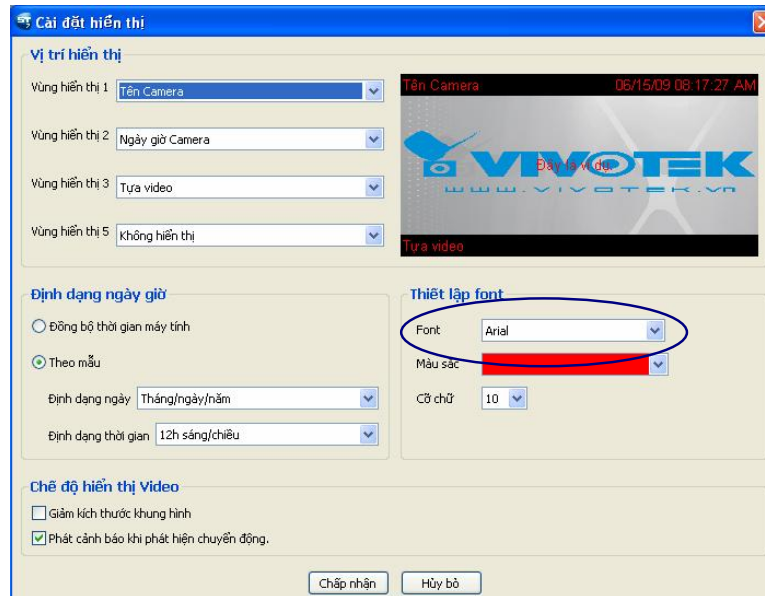 Cài đặt hiển thị
Vị trí hiển thị
Vùng hiển thị 1 Tên Camera
Vùng hiển thị 2 Ngày giờ Camera
Vùng hiển thị 3 Tựa video
Vùng hiển thị 5 Không hiển thị
Tên Camera 06/15/09 08:17:27 AM
VIVOTEK
Đây là ví dụ.
www.vivotek.vn
Tựa video
Định dạng ngày giờ
Đồng bộ thời gian máy tính
Theo mẫu
Định dạng ngày Tháng/ngày/năm
Định dạng thời gian 12h sáng/chiều
Thiết lập font
Font Arial
Màu sắc
Cỡ chữ 10
Chế độ hiển thị Video
Giảm kích thước khung hình
Phát cảnh báo khi phát hiện chuyển động.
Chấp nhận Hủy bỏ